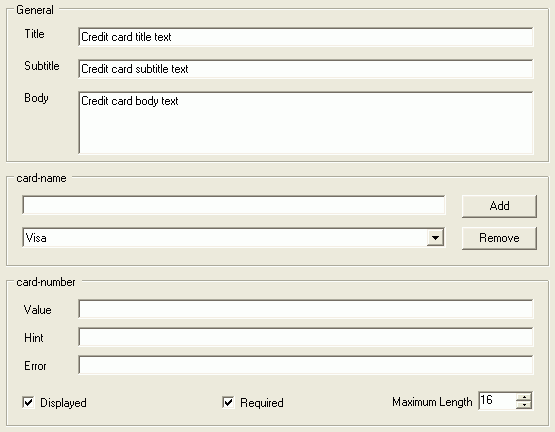 General
Title Credit card title text
Subtitle Credit card subtitle text
Body Credit card body text
card-name
Add
Visa Remove
card-number
Value
Hint
Error
Displayed Required Maximum Length 16